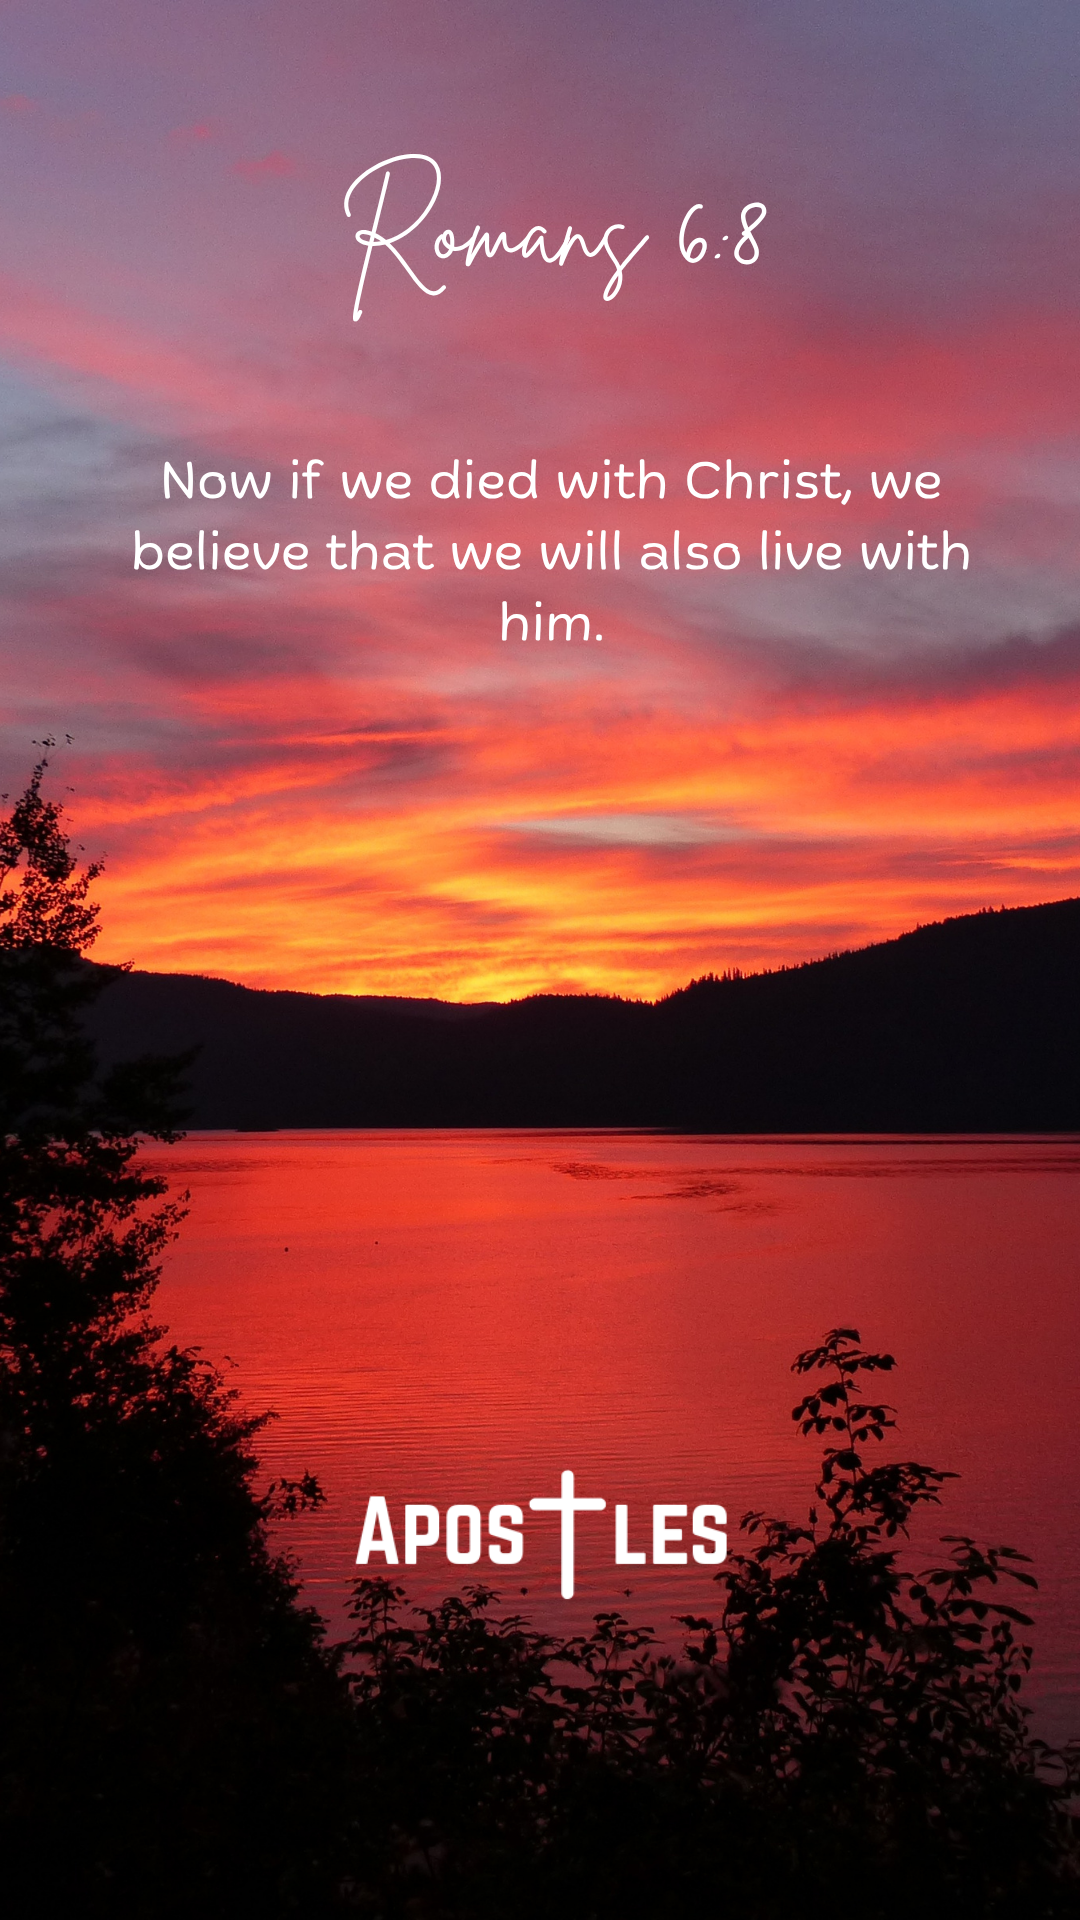 Romans 6:8
Now if we died with Christ, we
believe that we will also live with
him.
APOSTLES